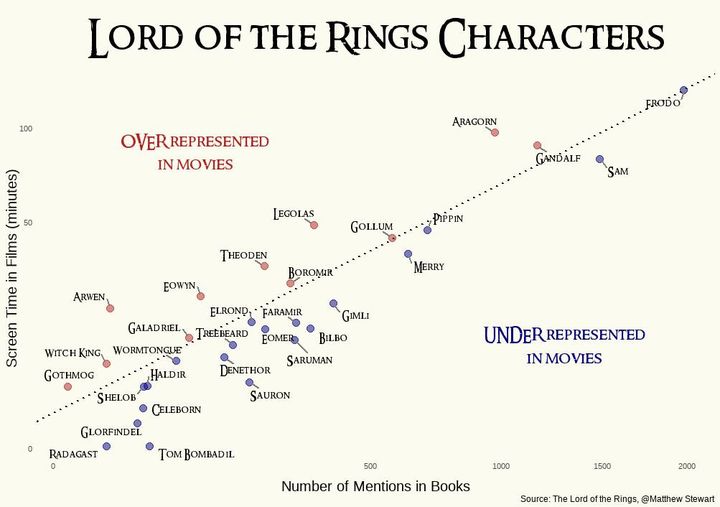 LORD OF THE RINGS CHARACTERS
FRODO
ARAGORN
100
OVERREPRESENTED
IN MOVIES
GANDALF
SAM
LEGOLAS
PIPPIN
50
GOLLUM
THEODEN
BOROMIR
MERRY
EOWYN
ARWEN
ELROND
FARAMIR
GIMLI
GALADRIEL
TREEBEARD
EOMER
BILBO
UNDERREPRESENTED
IN MOVIES
WITCH KING
WORMTONGUE
SARUMAN
GOTHMOG
HALDIR
DENETHOR
SHELOB
SAURON
CELEBORN
GLORFINDEL
0
RADAGAST
TOM BOMBADIL
0
500
1000
1500
2000
Screen Time in Films (minutes)
Number of Mentions in Books
Source: The Lord of the Rings, @Matthew Stewart